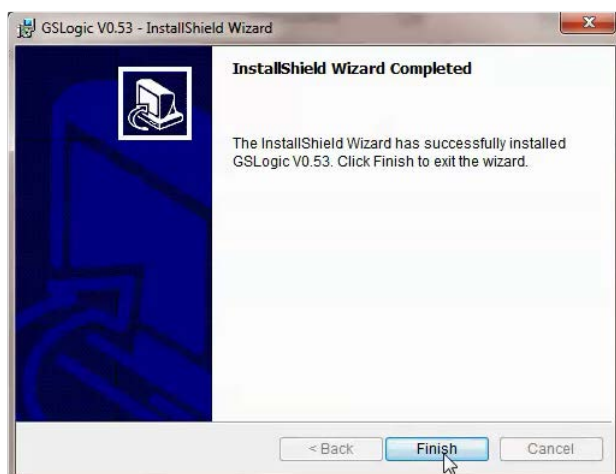 GSLogic V0.53 - InstallShield Wizard
InstallShield Wizard Completed
The InstallShield Wizard has successfully installed
GSLogic V0.53. Click Finish to exit the wizard.
< Back
Finish
Cancel